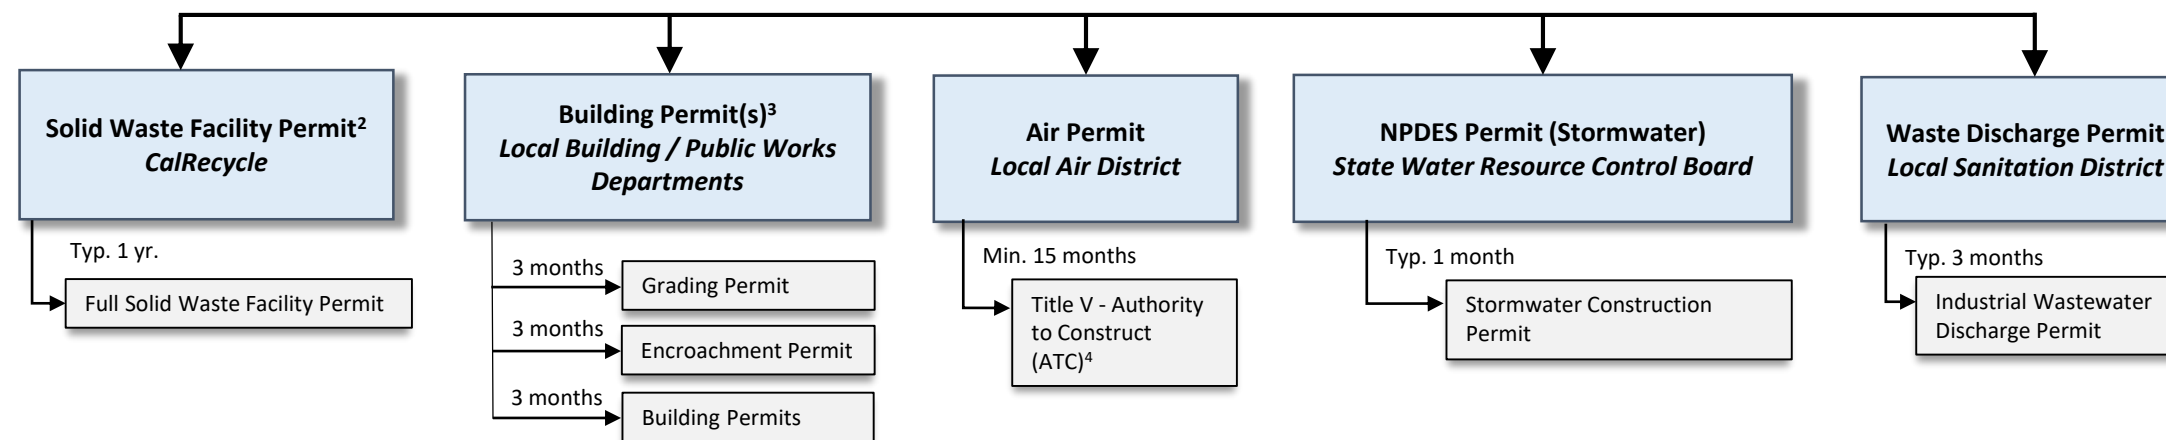 Solid Waste Facility Permit²
CalRecycle
Typ. 1 yr.
Full Solid Waste Facility Permit
Building Permit(s)³
Local Building / Public Works
Departments
3 months
Grading Permit
3 months
Encroachment Permit
3 months
Building Permits
Air Permit
Local Air District
Min. 15 months
Title V - Authority
to Construct
(ATC)⁴
NPDES Permit (Stormwater)
State Water Resource Control Board
Typ. 1 month
Stormwater Construction
Permit
Waste Discharge Permit
Local Sanitation District
Typ. 3 months
Industrial Wastewater
Discharge Permit